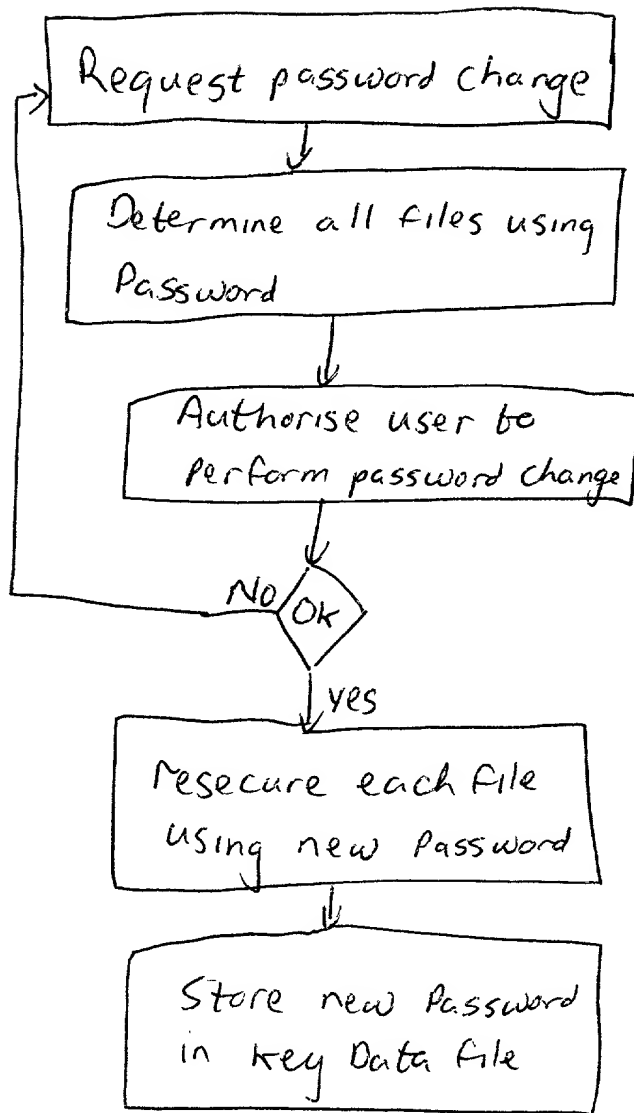 Request password change
Determine all files using
Password
Authorise user to
Perform password change
No
Ok
yes
resecure each file
using new Password
Store new Password
in key Data file